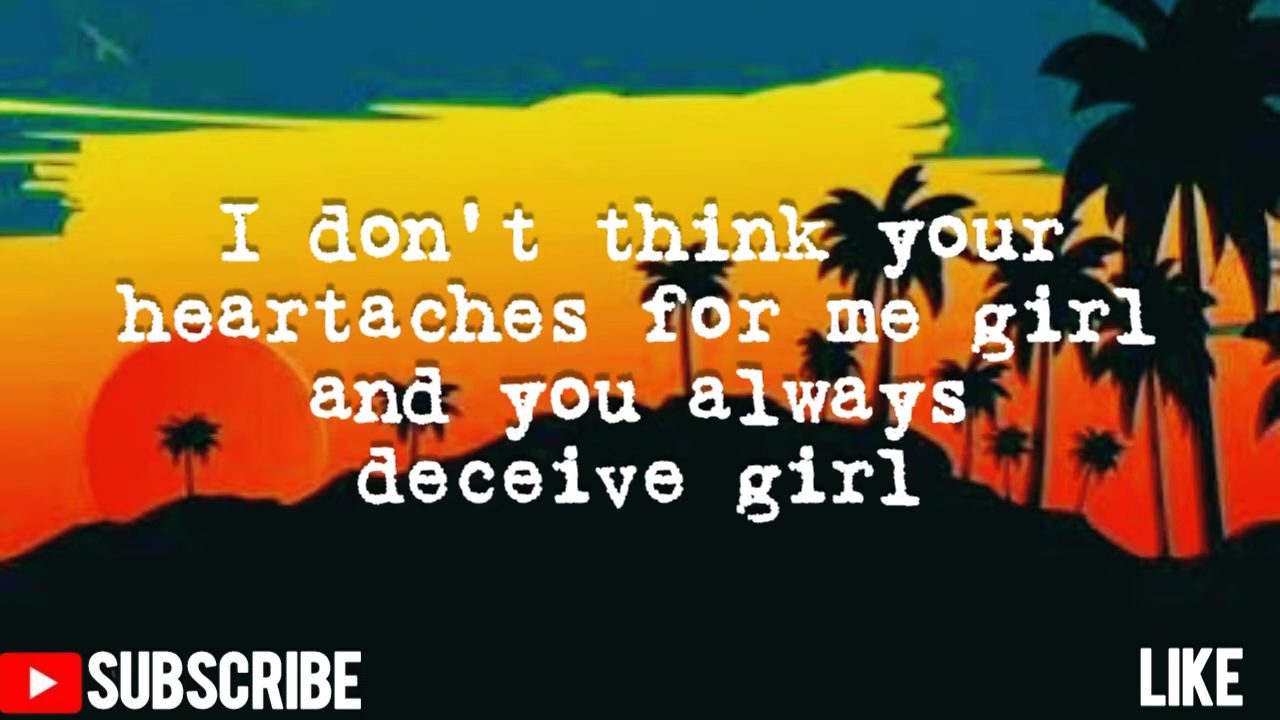 I don't think your
heartaches for me girl
and you always
deceive girl
SUBSCRIBE
LIKE